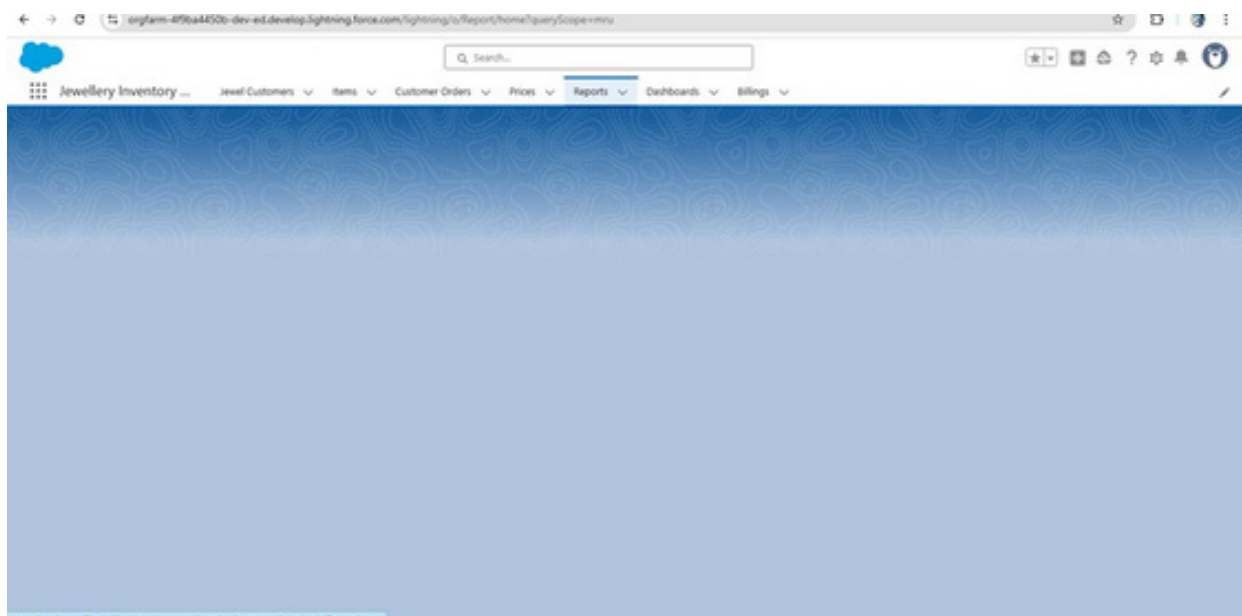 orgfarm-4f9ba4450b-dev-ed.develop.lightning.force.com/lightning/o/Report/home?queryScope=mru
Search...
Jewellery Inventory ... Jewel Customers Items Customer Orders Prices Reports Dashboards Billings